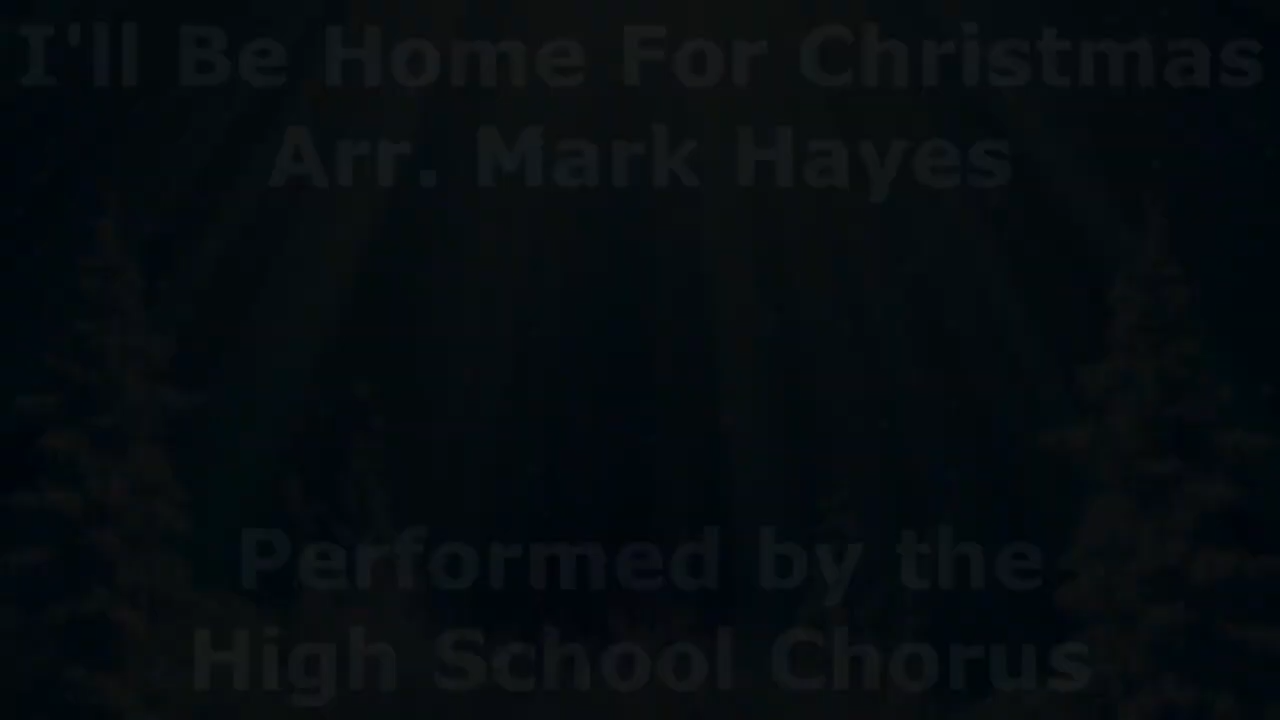 I'll Be Home For Christmas
Arr. Mark Hayes
Performed by the
High School Chorus